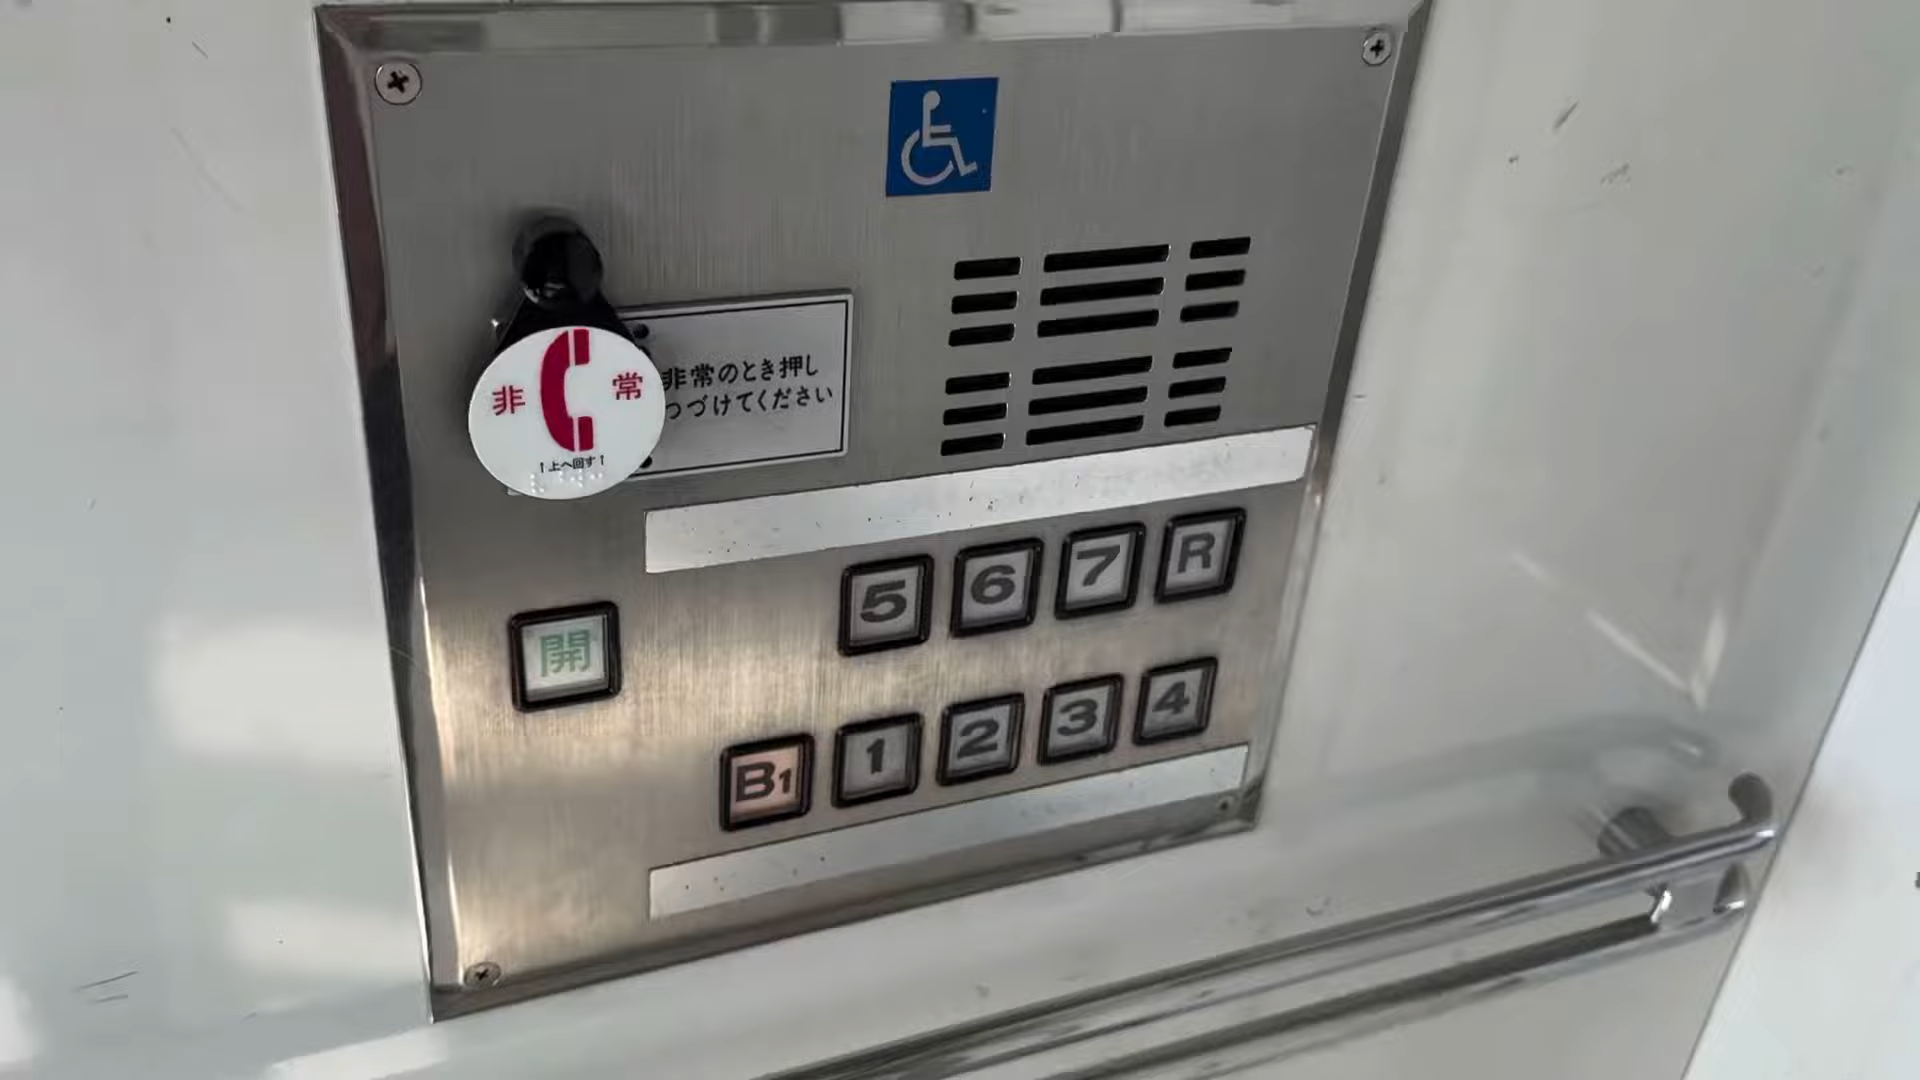 非常
↑上へ回す↑
非常のとき押し
つづけてください
5 6 7 R
開
B1 1 2 3 4